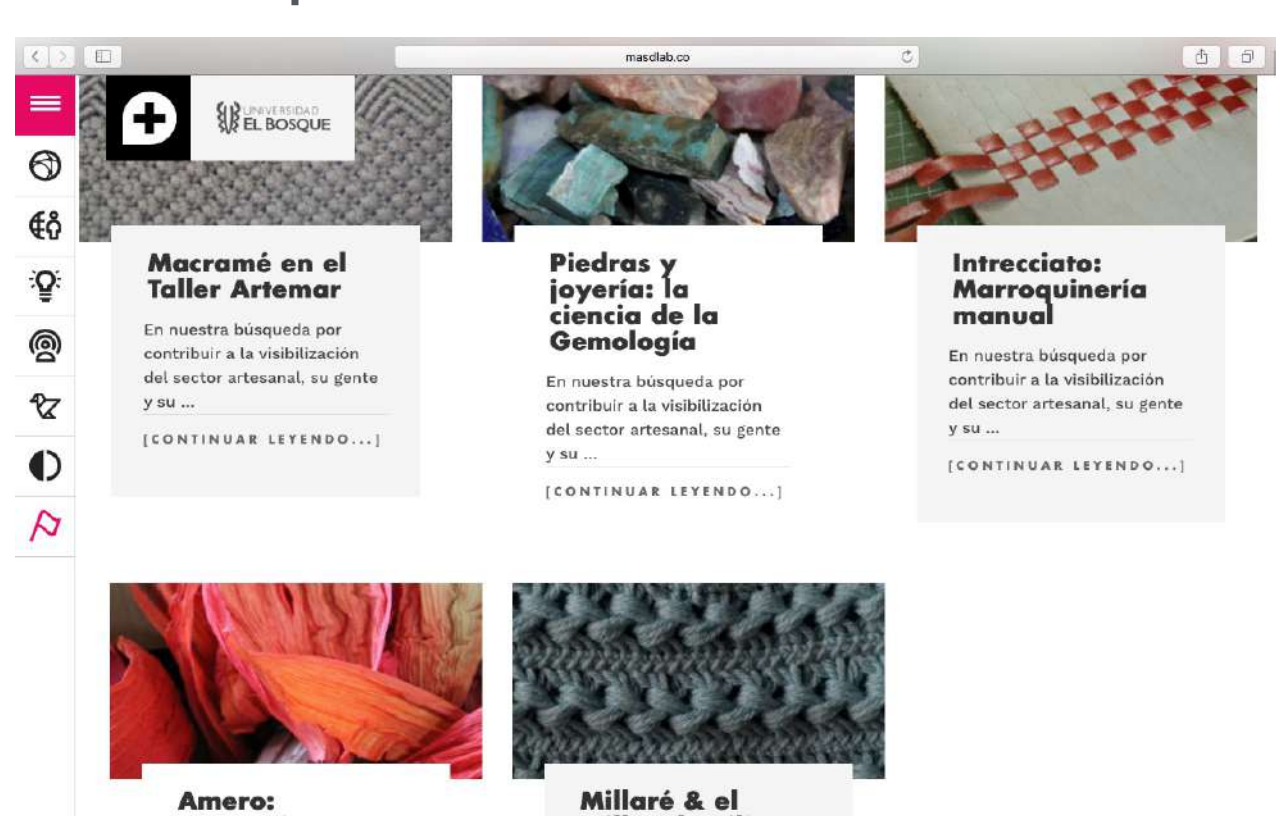 masdlab.co
UNIVERSIDAD
EL BOSQUE
Macramé en el
Taller Artemar
En nuestra búsqueda por
contribuir a la visibilización
del sector artesanal, su gente
y su ...
[CONTINUAR LEYENDO...]
Piedras y
joyería: la
ciencia de la
Gemología
En nuestra búsqueda por
contribuir a la visibilización
del sector artesanal, su gente
y su ...
[CONTINUAR LEYENDO...]
Intrecciato:
Marroquinería
manual
En nuestra búsqueda por
contribuir a la visibilización
del sector artesanal, su gente
y su ...
[CONTINUAR LEYENDO...]
Amero:
Millaré & el